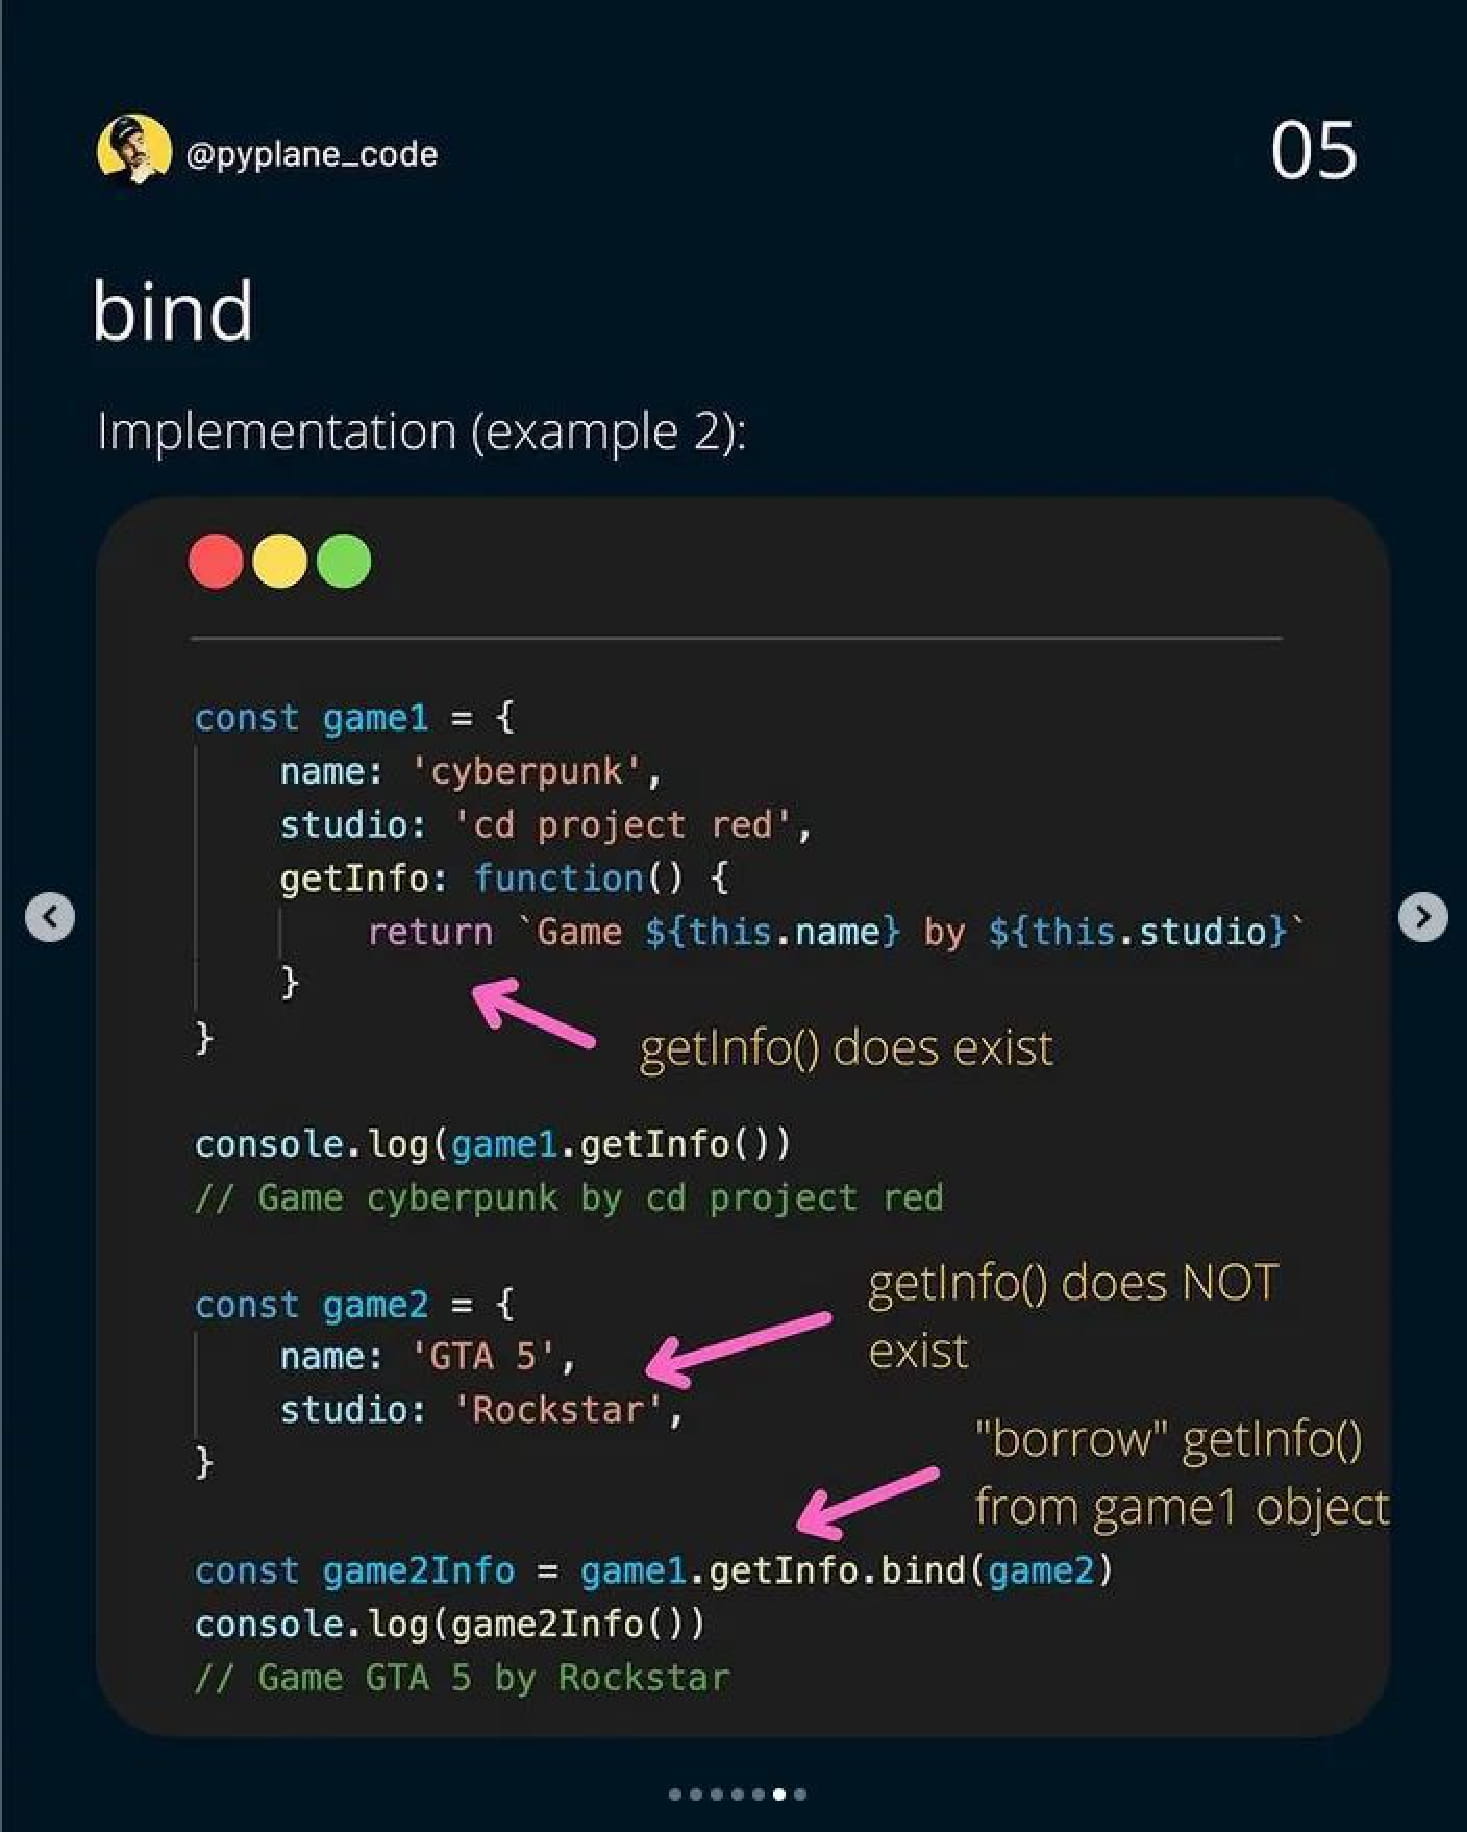 @pyplane_code
05
bind
Implementation (example 2):
const game1 = {
    name: 'cyberpunk',
    studio: 'cd project red',
    getInfo: function() {
        return `Game ${this.name} by ${this.studio}`
    }
}
getInfo() does exist
console.log(game1.getInfo())
// Game cyberpunk by cd project red
getInfo() does NOT
exist
const game2 = {
    name: 'GTA 5',
    studio: 'Rockstar',
}
"borrow" getInfo()
from game1 object
const game2Info = game1.getInfo.bind(game2)
console.log(game2Info())
// Game GTA 5 by Rockstar